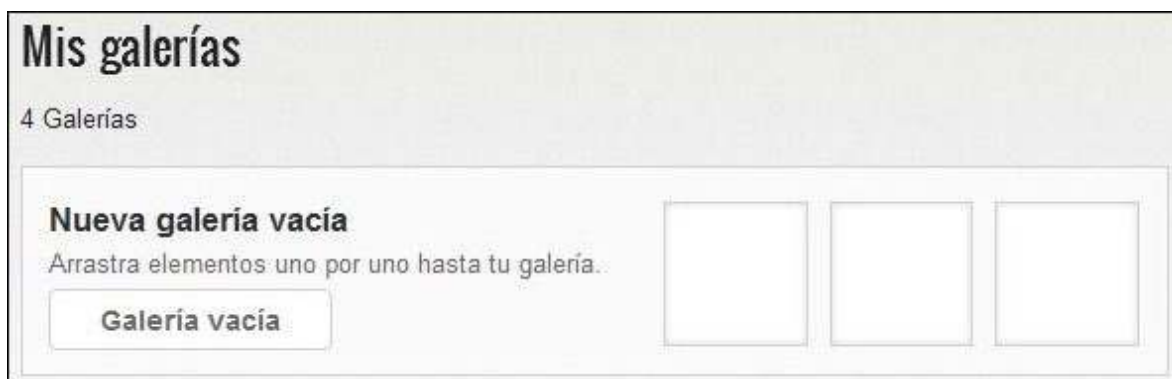 Mis galerías
4 Galerías
Nueva galería vacía
Arrastra elementos uno por uno hasta tu galería.
Galería vacía